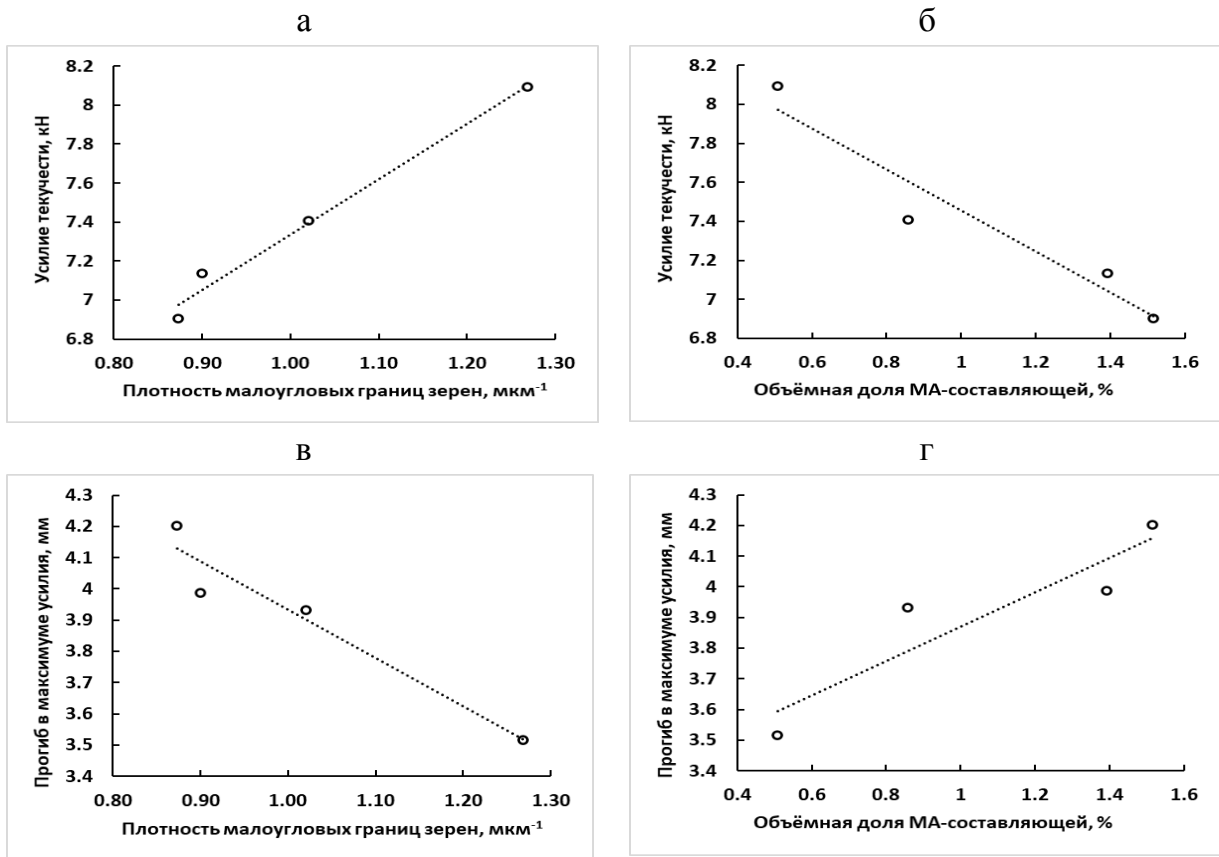 а
Усилие текучести, кН
8.2
8
7.8
7.6
7.4
7.2
7
6.8
0.80 0.90 1.00 1.10 1.20 1.30
Плотность малоугловых границ зерен, мкм⁻¹
б
Усилие текучести, кН
8.2
8
7.8
7.6
7.4
7.2
7
6.8
0.4 0.6 0.8 1 1.2 1.4 1.6
Объёмная доля МА-составляющей, %
в
Прогиб в максимуме усилия, мм
4.3
4.2
4.1
4
3.9
3.8
3.7
3.6
3.5
3.4
0.80 0.90 1.00 1.10 1.20 1.30
Плотность малоугловых границ зерен, мкм⁻¹
г
Прогиб в максимуме усилия, мм
4.3
4.2
4.1
4
3.9
3.8
3.7
3.6
3.5
3.4
0.4 0.6 0.8 1 1.2 1.4 1.6
Объёмная доля МА-составляющей, %